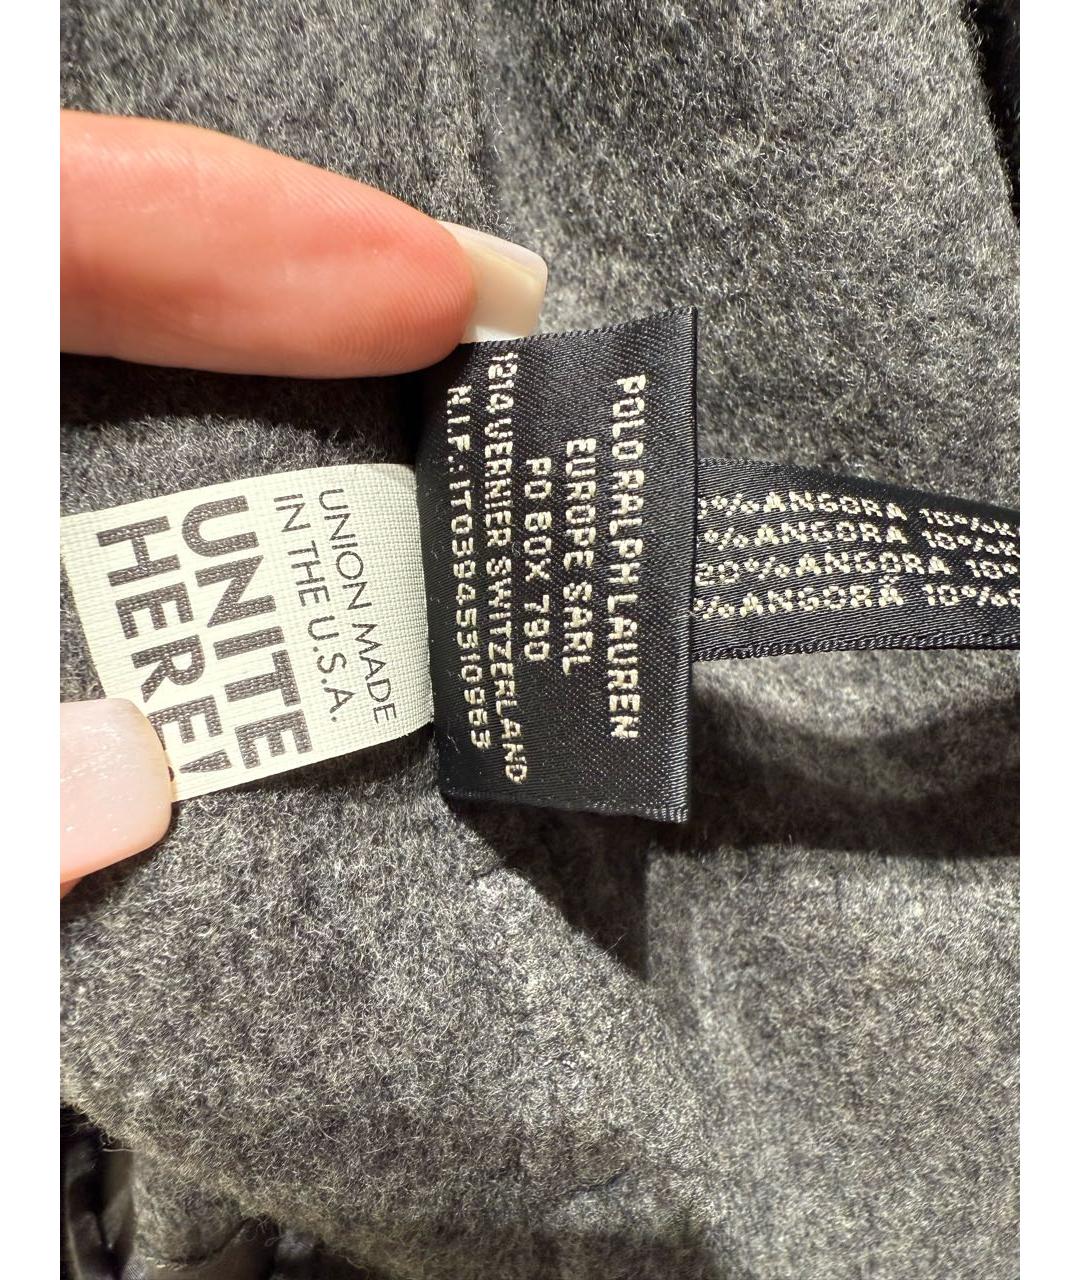 POLO RALPH LAUREN
EUROPE SARL
PO BOX 790
1214 VERNIER SWITZERLAND
N.I.F.:IT03945310963
UNION MADE
IN THE U.S.A.
UNITE
HERE!
%ANGORA 10%
%ANGORA 10%
20%ANGORA 10%
%ANGORA 10%